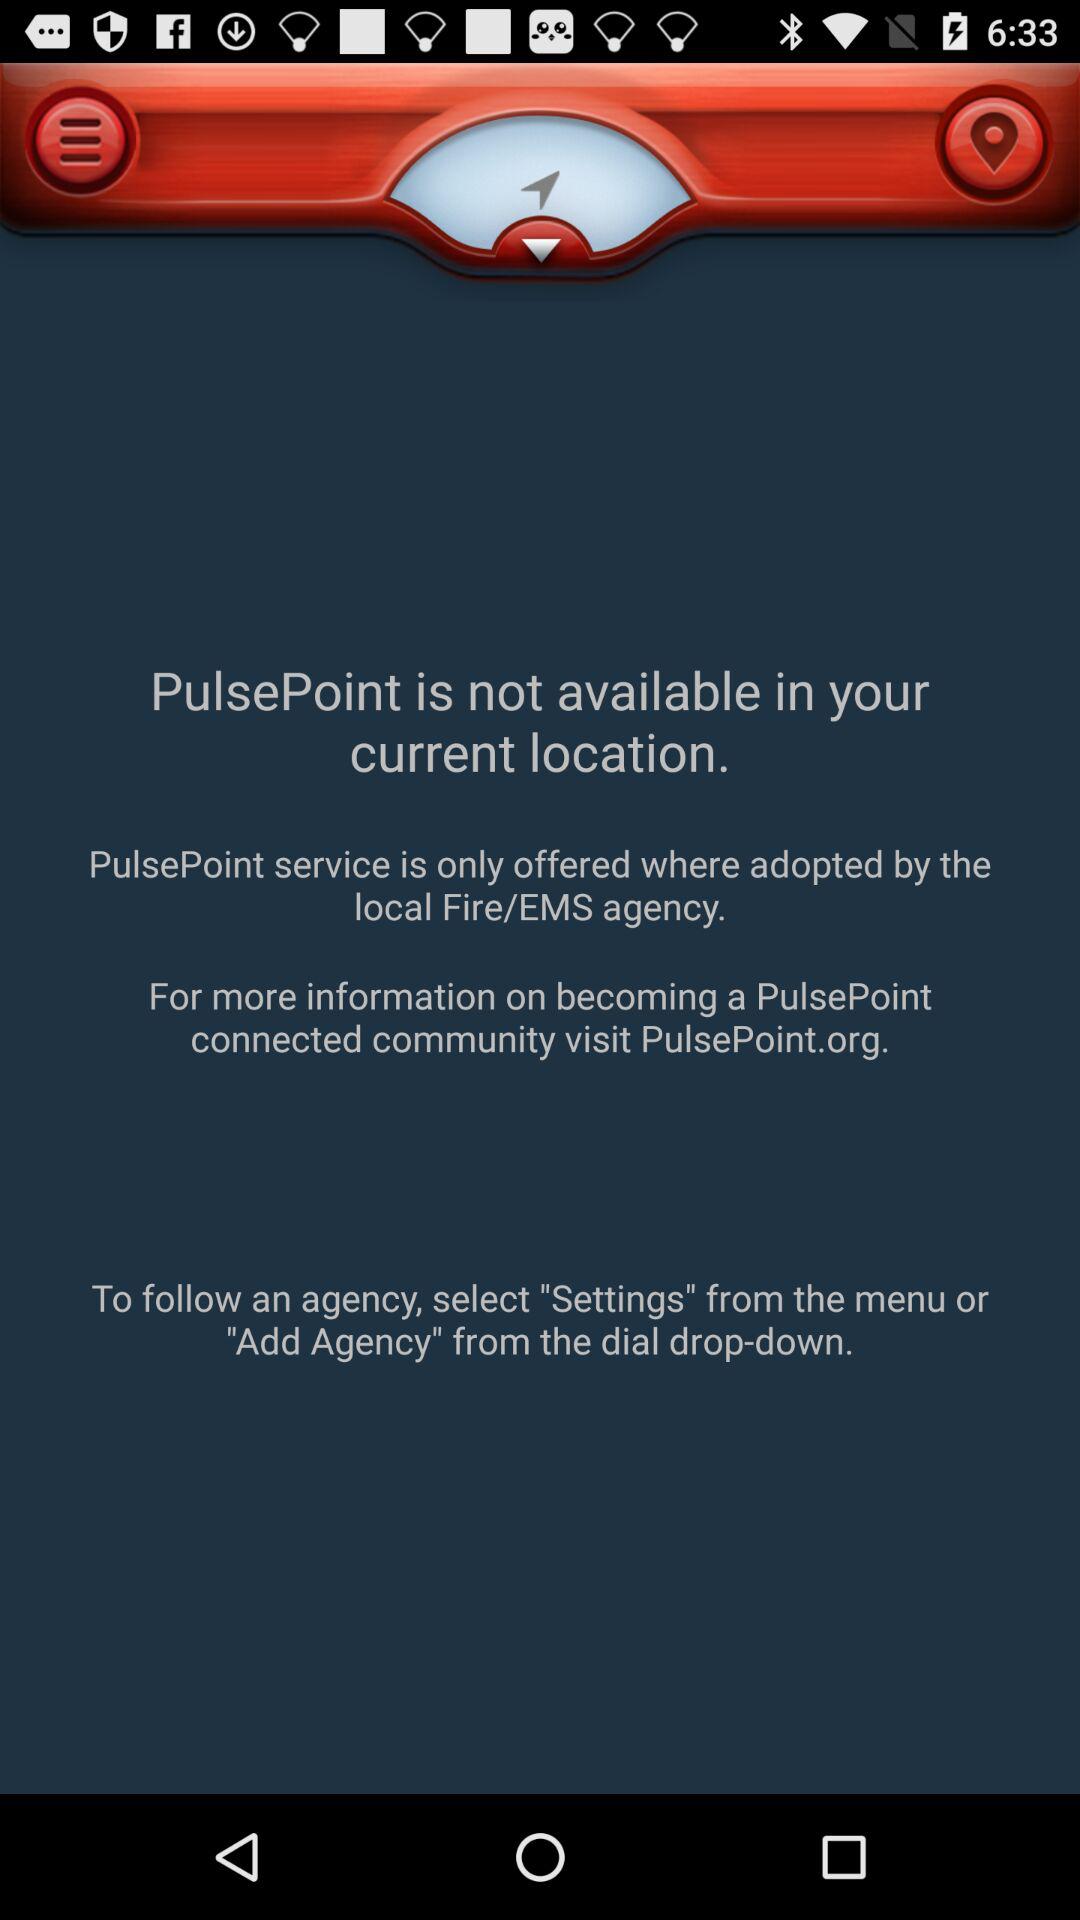 6:33
PulsePoint is not available in your
current location.
PulsePoint service is only offered where adopted by the
local Fire/EMS agency.
For more information on becoming a PulsePoint
connected community visit PulsePoint.org.
To follow an agency, select "Settings" from the menu or
"Add Agency" from the dial drop-down.